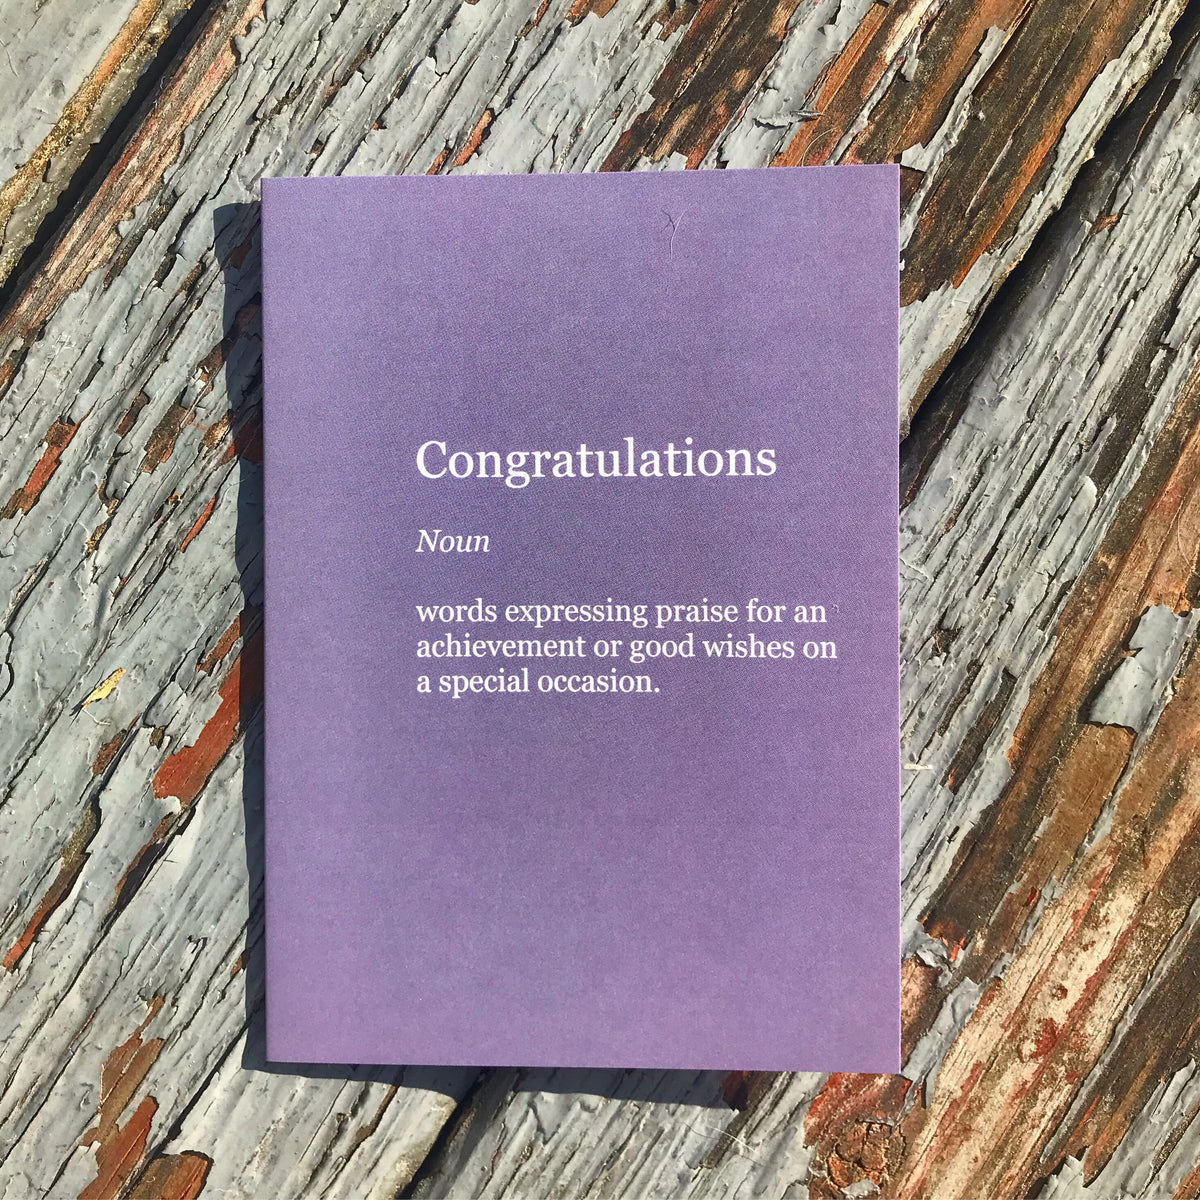 Congratulations
Noun
words expressing praise for an
achievement or good wishes on
a special occasion.